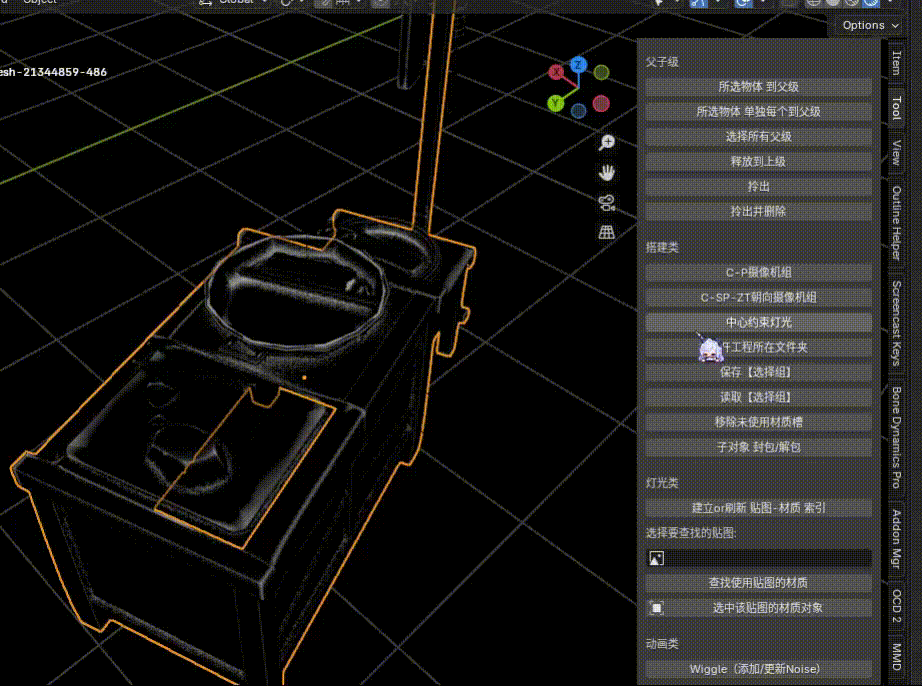 Object
Global
Options
esh-21344859-486
X
Z
Y
父子级
所选物体 到父级
所选物体 单独每个到父级
选择所有父级
释放到上级
拎出
拎出并删除
搭建类
C-P摄像机组
C-SP-ZT朝向摄像机组
中心约束灯光
工程所在文件夹
保存【选择组】
读取【选择组】
移除未使用材质槽
子对象 封包/解包
灯光类
建立or刷新 贴图-材质 索引
选择要查找的贴图:
查找使用贴图的材质
选中该贴图的材质对象
动画类
Wiggle（添加/更新Noise）
Item
Tool
View
Outline Helper
Screencast Keys
Bone Dynamics Pro
Addon Mgr
OCD 2
MMD